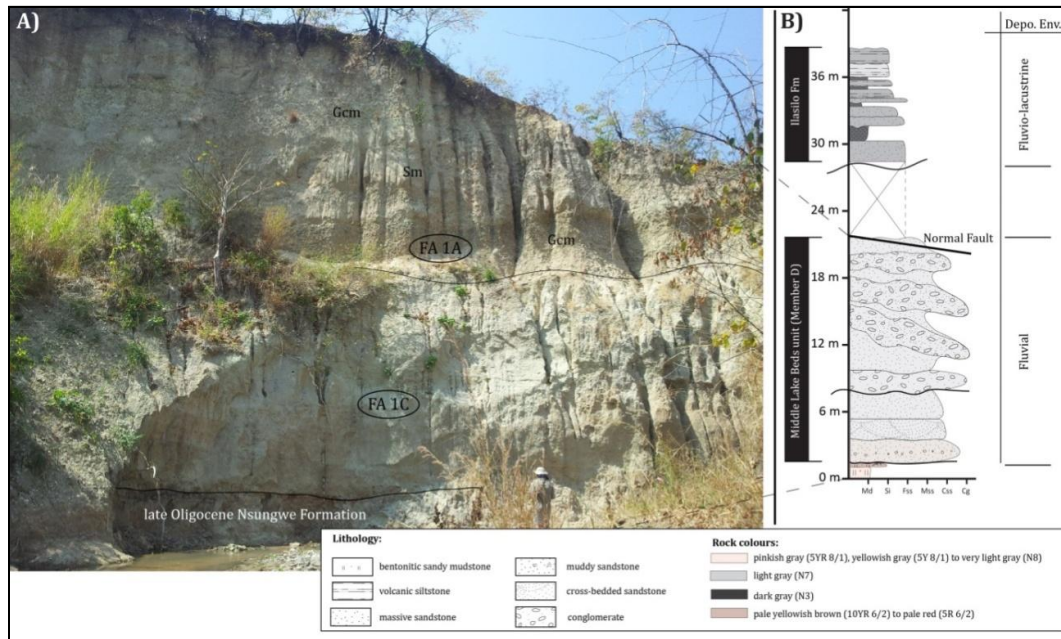 A)
Gcm
Sm
Gcm
FA 1A
FA 1C
late Oligocene Nsungwe Formation
B)
Depo. Env.
Ilasilo Fm
Middle Lake Beds unit (Member D)
36 m
30 m
24 m
18 m
12 m
6 m
0 m
Normal Fault
Fluvio-lacustrine
Fluvial
Md Si Fss Mss Css Cg
Lithology:
bentonitic sandy mudstone
volcanic siltstone
massive sandstone
muddy sandstone
cross-bedded sandstone
conglomerate
Rock colours:
pinkish gray (5YR 8/1), yellowish gray (5Y 8/1) to very light gray (N8)
light gray (N7)
dark gray (N3)
pale yellowish brown (10YR 6/2) to pale red (5R 6/2)